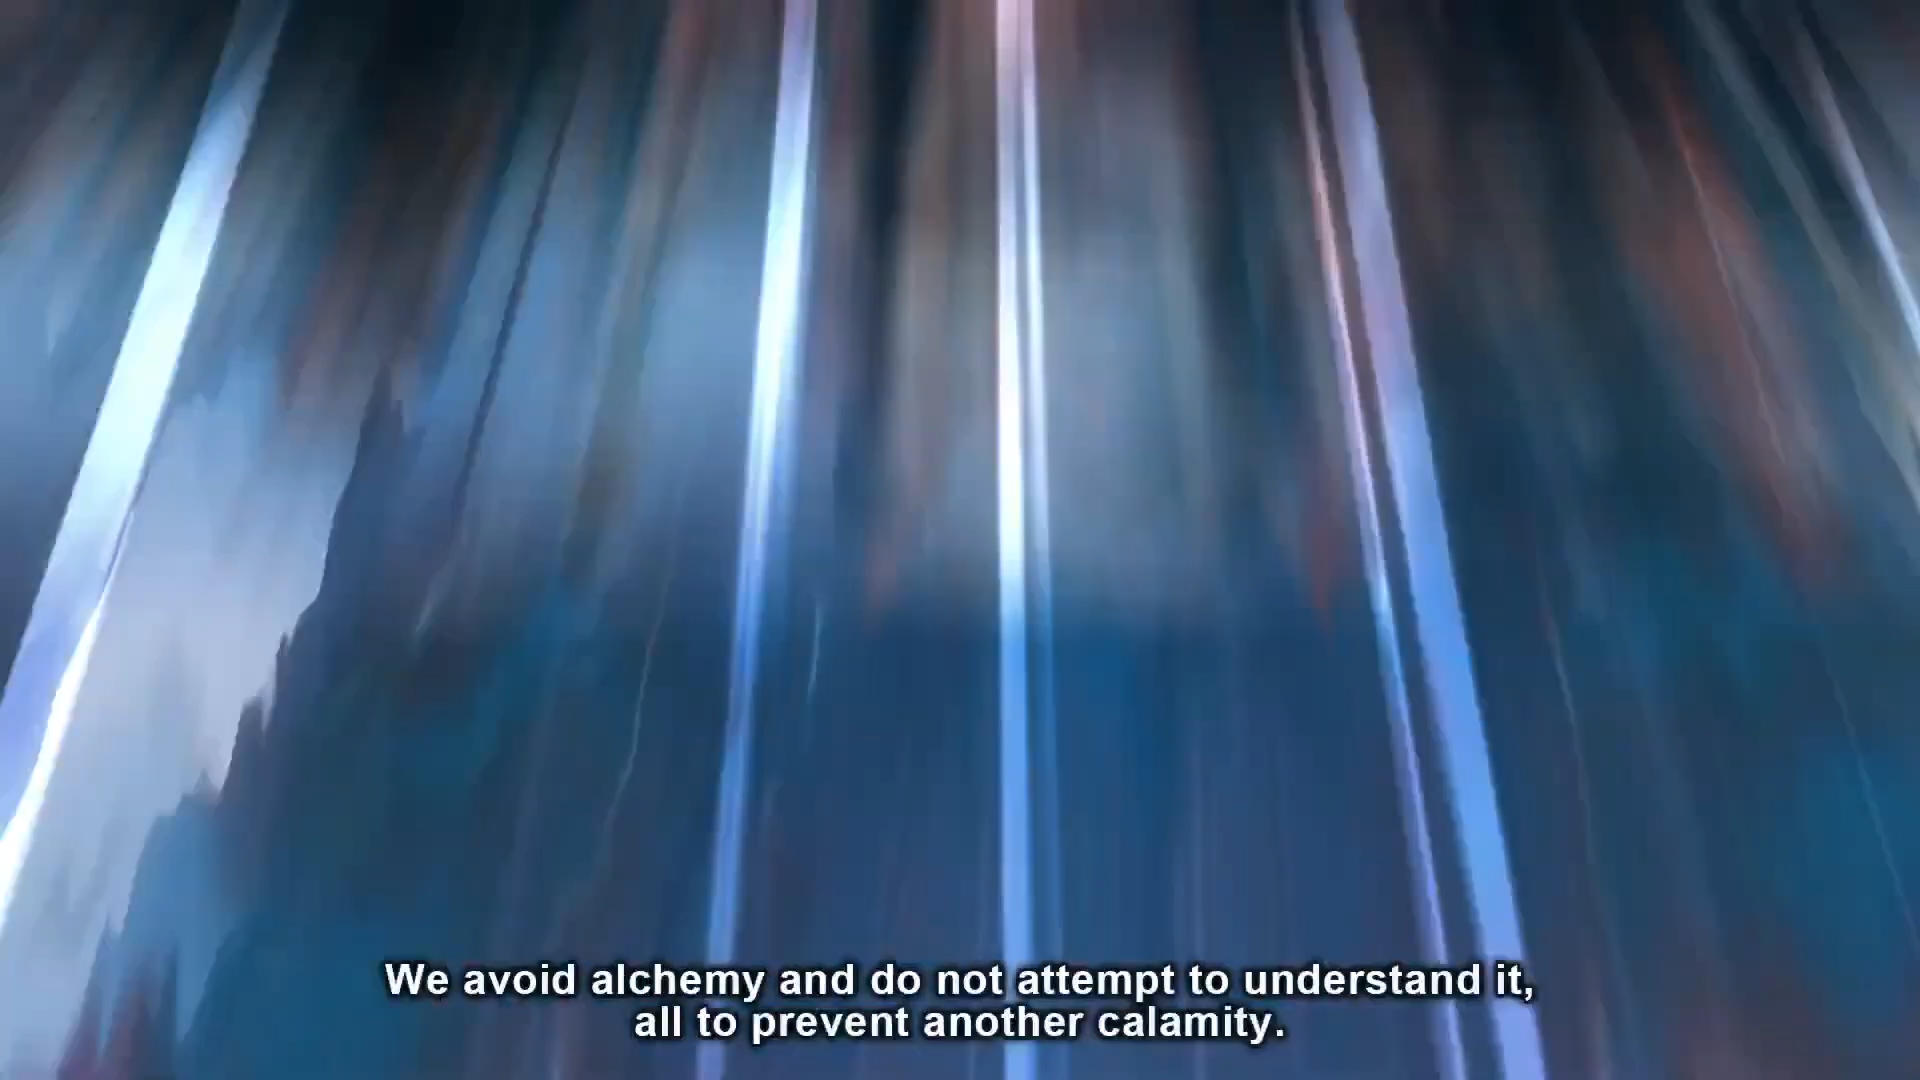 We avoid alchemy and do not attempt to understand it,
all to prevent another calamity.